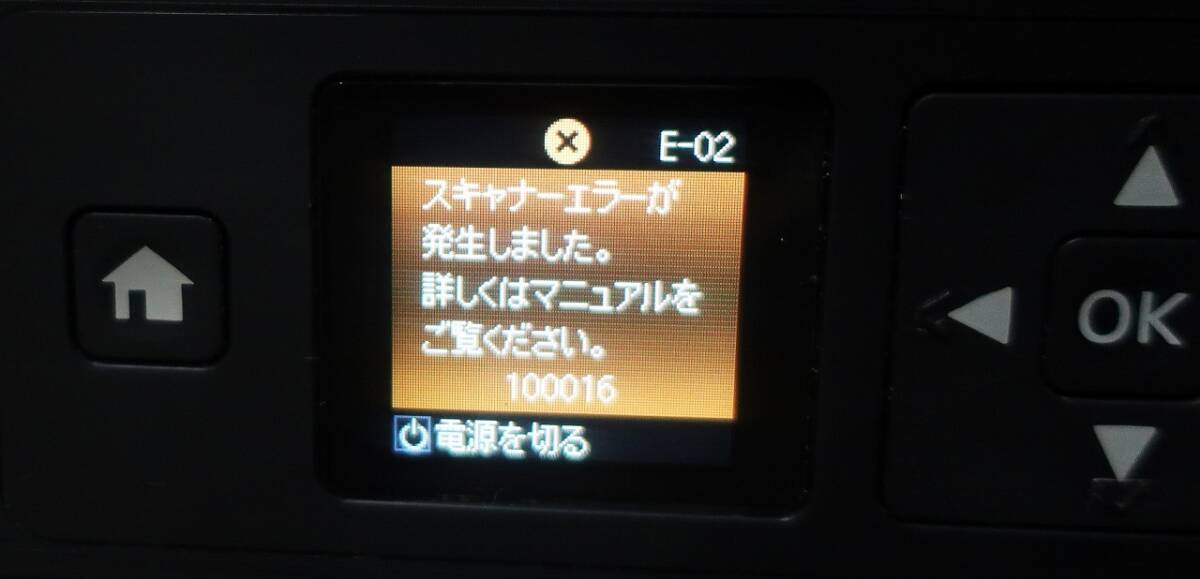 E-02
スキャナーエラーが
発生しました。
詳しくはマニュアルを
ご覧ください。
100016
電源を切る
OK